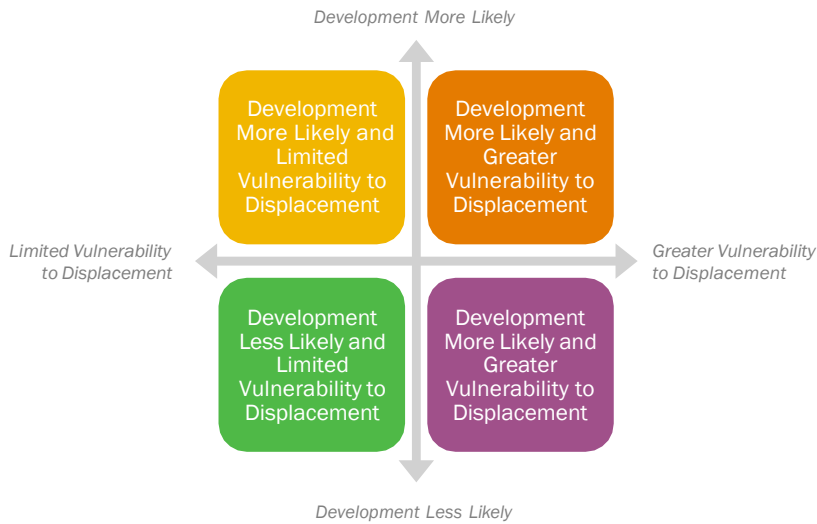 Development More Likely
Development
More Likely and
Limited
Vulnerability to
Displacement
Development
More Likely and
Greater
Vulnerability to
Displacement
Limited Vulnerability
to Displacement
Greater Vulnerability
to Displacement
Development
Less Likely and
Limited
Vulnerability to
Displacement
Development
More Likely and
Greater
Vulnerability to
Displacement
Development Less Likely